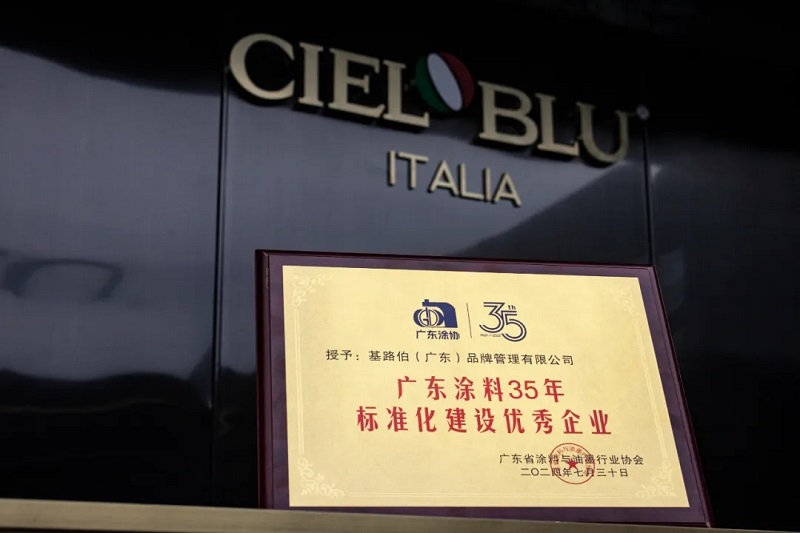 CIEL BLU®
ITALIA
广东涂协
35TH
授予：基路伯（广东）品牌管理有限公司
广东涂料35年
标准化建设优秀企业
广东省涂料与油墨行业协会
二〇二四年七月三十日